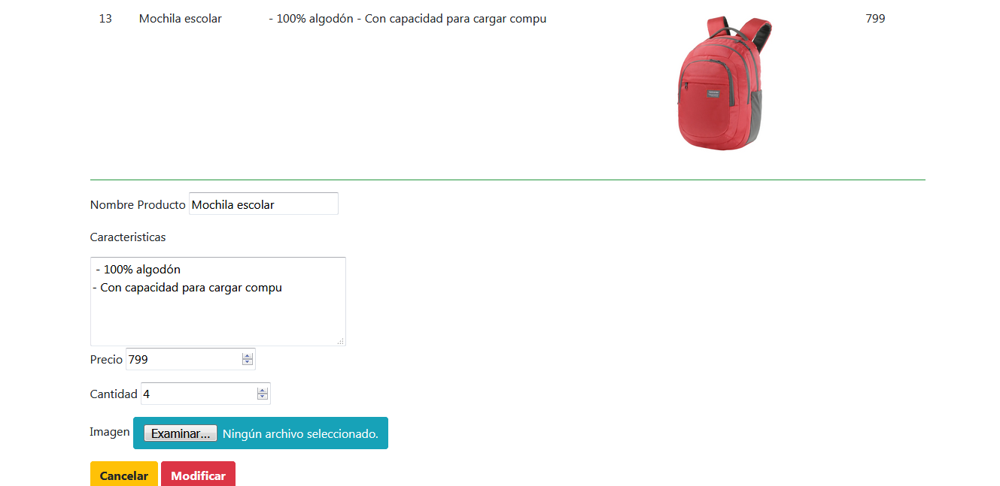 13 Mochila escolar - 100% algodón - Con capacidad para cargar compu 799
Nombre Producto Mochila escolar
Caracteristicas
- 100% algodón
- Con capacidad para cargar compu
Precio 799
Cantidad 4
Imagen Examinar... Ningún archivo seleccionado.
Cancelar Modificar